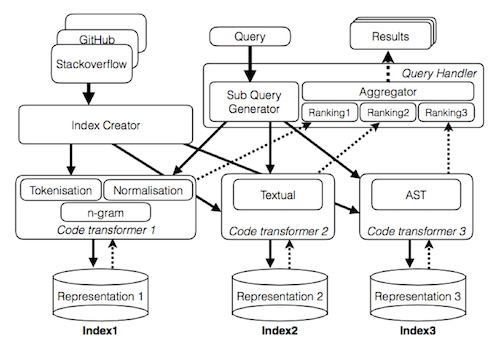 GitHub
Stackoverflow
Query
Results
Query Handler
Sub Query
Generator
Aggregator
Ranking1
Ranking2
Ranking3
Index Creator
Tokenisation
Normalisation
n-gram
Code transformer 1
Textual
Code transformer 2
AST
Code transformer 3
Representation 1
Representation 2
Representation 3
Index1
Index2
Index3